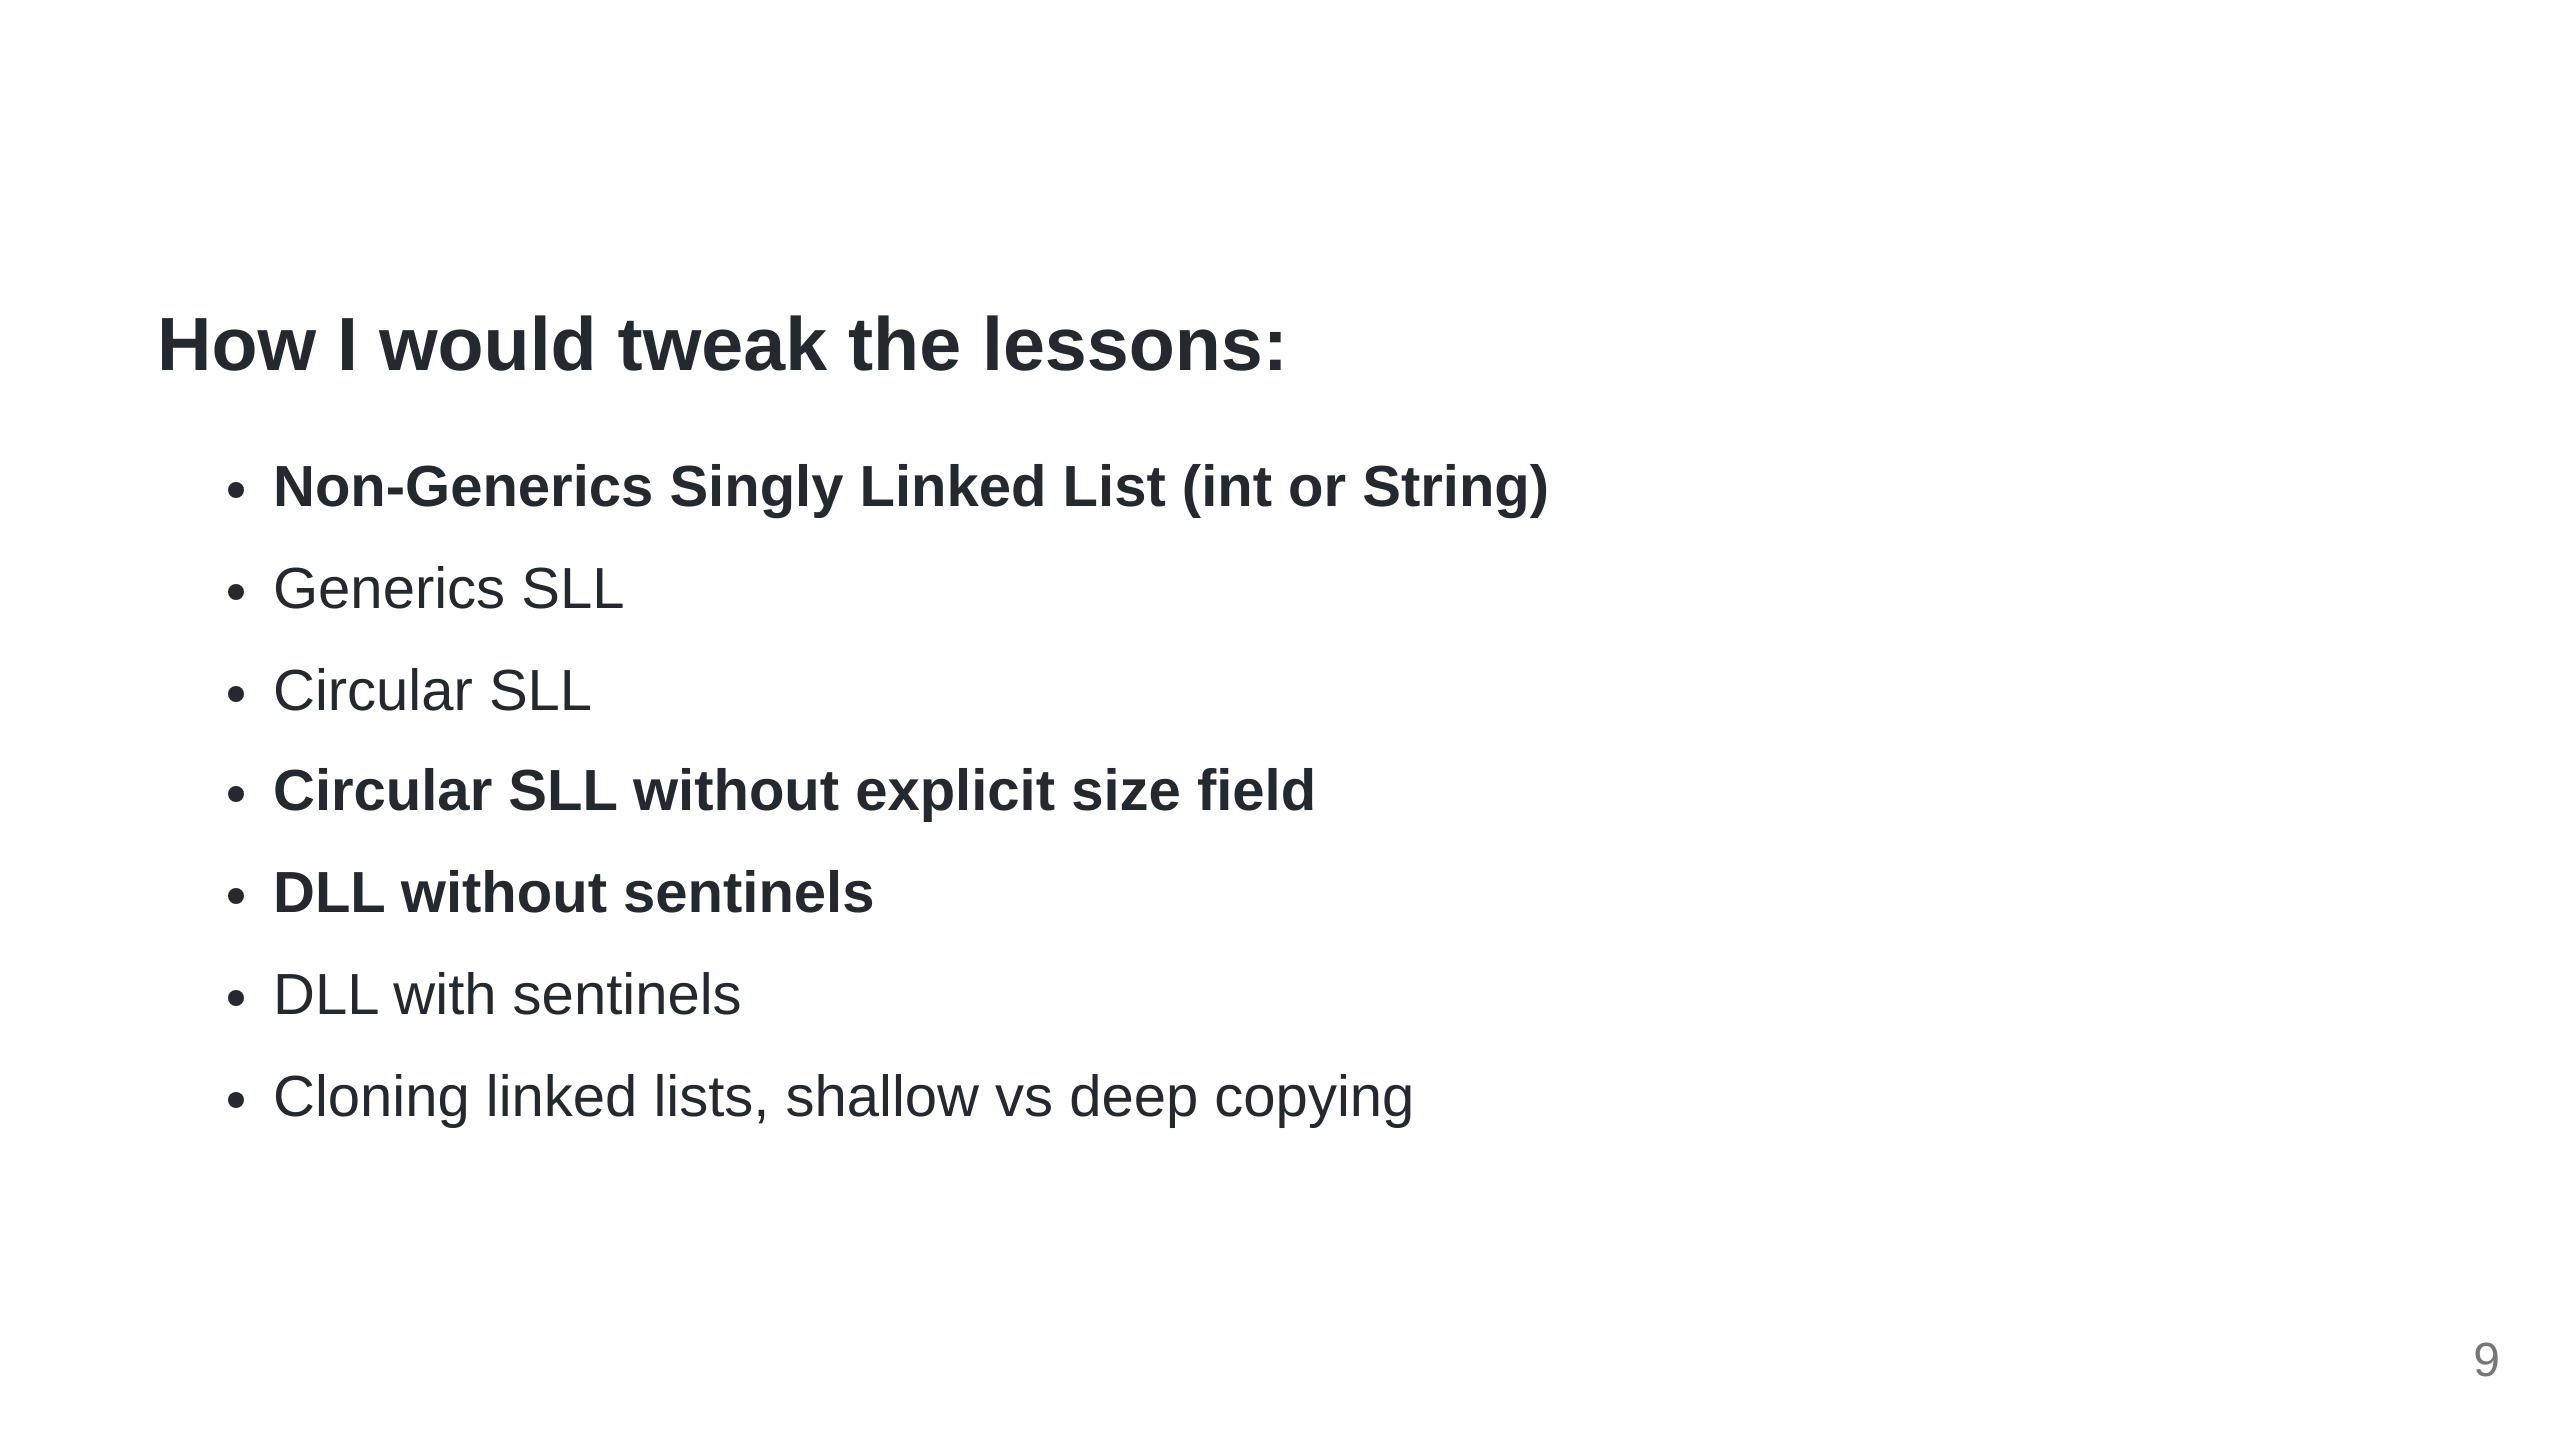 How I would tweak the lessons:
• Non-Generics Singly Linked List (int or String)
• Generics SLL
• Circular SLL
• Circular SLL without explicit size field
• DLL without sentinels
• DLL with sentinels
• Cloning linked lists, shallow vs deep copying
9